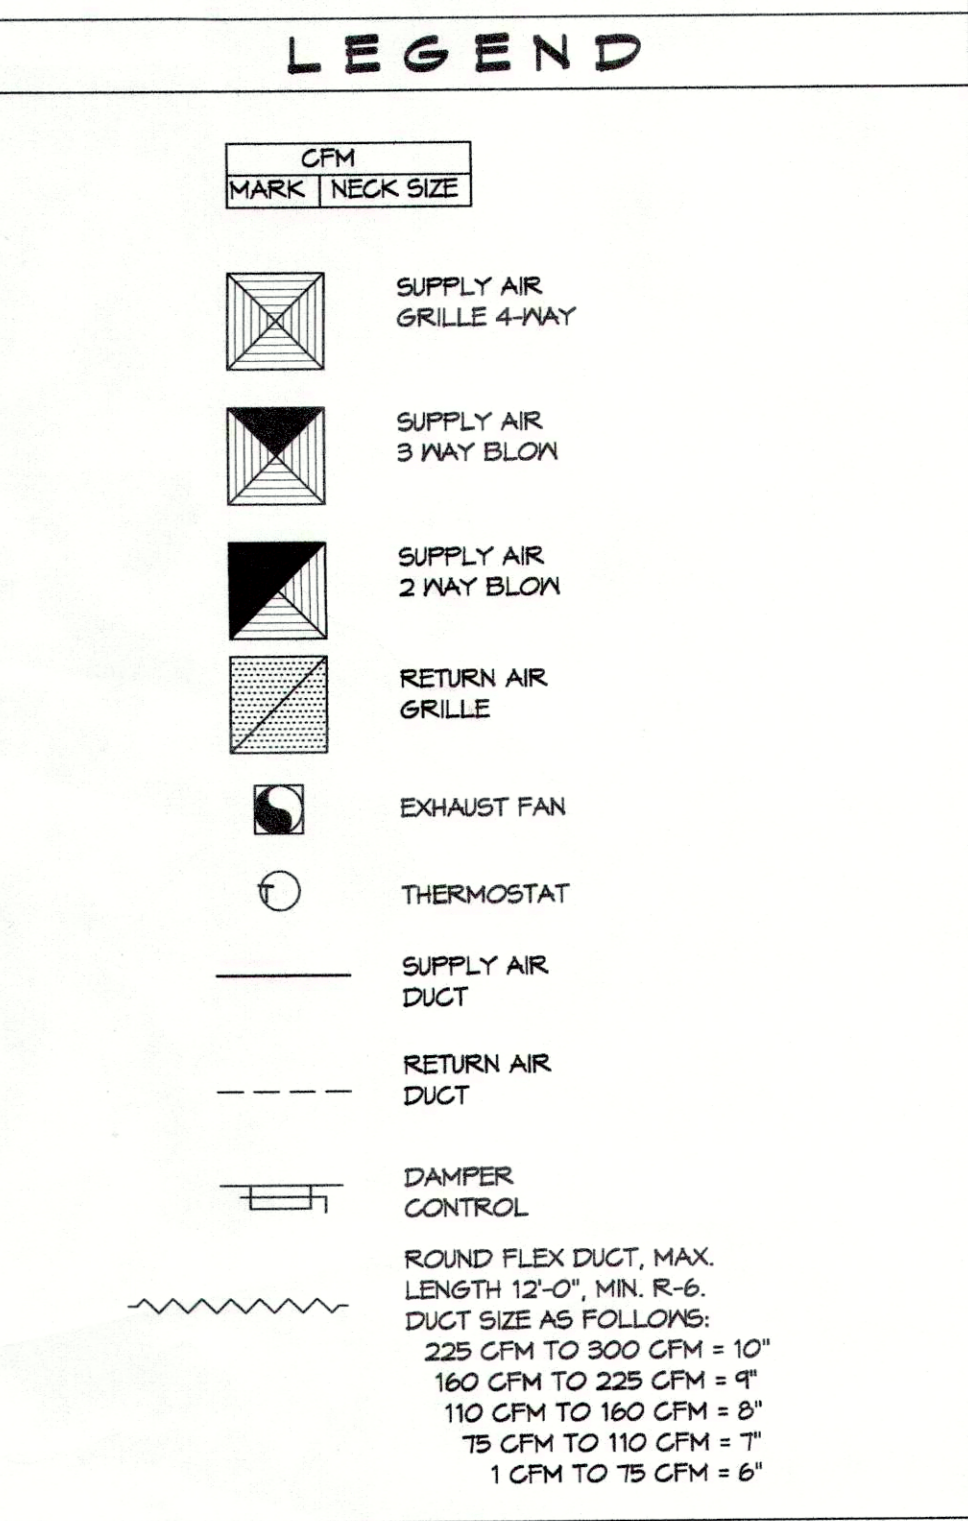 LEGEND
CFM
MARK NECK SIZE
SUPPLY AIR
GRILLE 4-WAY
SUPPLY AIR
3 WAY BLOW
SUPPLY AIR
2 WAY BLOW
RETURN AIR
GRILLE
EXHAUST FAN
T
THERMOSTAT
SUPPLY AIR
DUCT
RETURN AIR
DUCT
DAMPER
CONTROL
ROUND FLEX DUCT, MAX.
LENGTH 12'-0", MIN. R-6.
DUCT SIZE AS FOLLOWS:
225 CFM TO 300 CFM = 10"
160 CFM TO 225 CFM = 9"
110 CFM TO 160 CFM = 8"
75 CFM TO 110 CFM = 7"
1 CFM TO 75 CFM = 6"